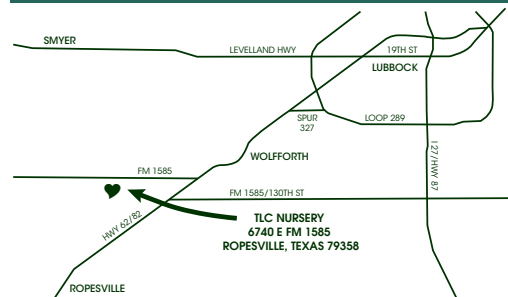 SMYER
LEVELLAND HWY
19TH ST
LUBBOCK
SPUR
327
LOOP 289
WOLFFORTH
I 27/HWY 87
FM 1585
FM 1585/130TH ST
HWY 62/82
TLC NURSERY
6740 E FM 1585
ROPESVILLE, TEXAS 79358
ROPESVILLE